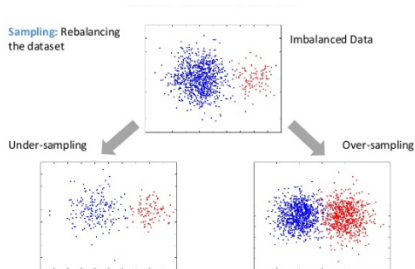 Sampling: Rebalancing
the dataset
Imbalanced Data
Under-sampling
Over-sampling